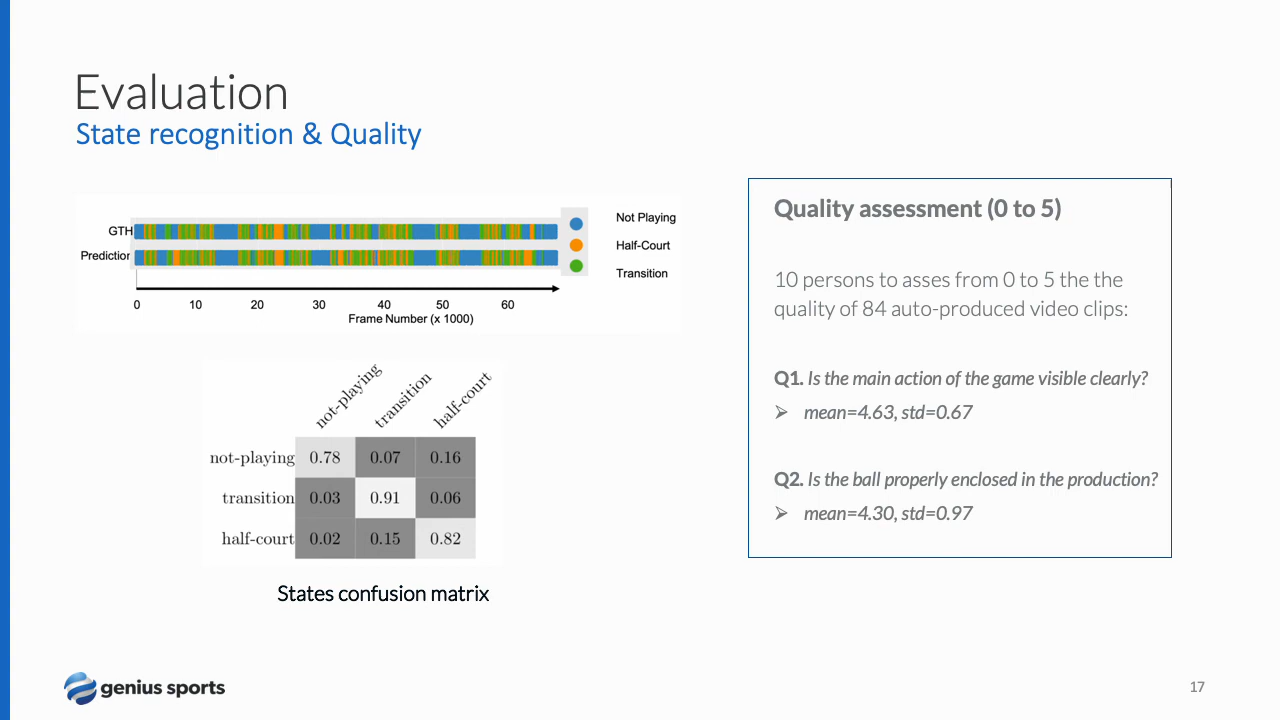 Evaluation
State recognition & Quality
GTH
Prediction
Not Playing
Half-Court
Transition
0 10 20 30 40 50 60
Frame Number (x 1000)
not-playing transition half-court
not-playing 0.78 0.07 0.16
transition 0.03 0.91 0.06
half-court 0.02 0.15 0.82
States confusion matrix
Quality assessment (0 to 5)
10 persons to asses from 0 to 5 the the
quality of 84 auto-produced video clips:
Q1. Is the main action of the game visible clearly?
➢ mean=4.63, std=0.67
Q2. Is the ball properly enclosed in the production?
➢ mean=4.30, std=0.97
genius sports
17